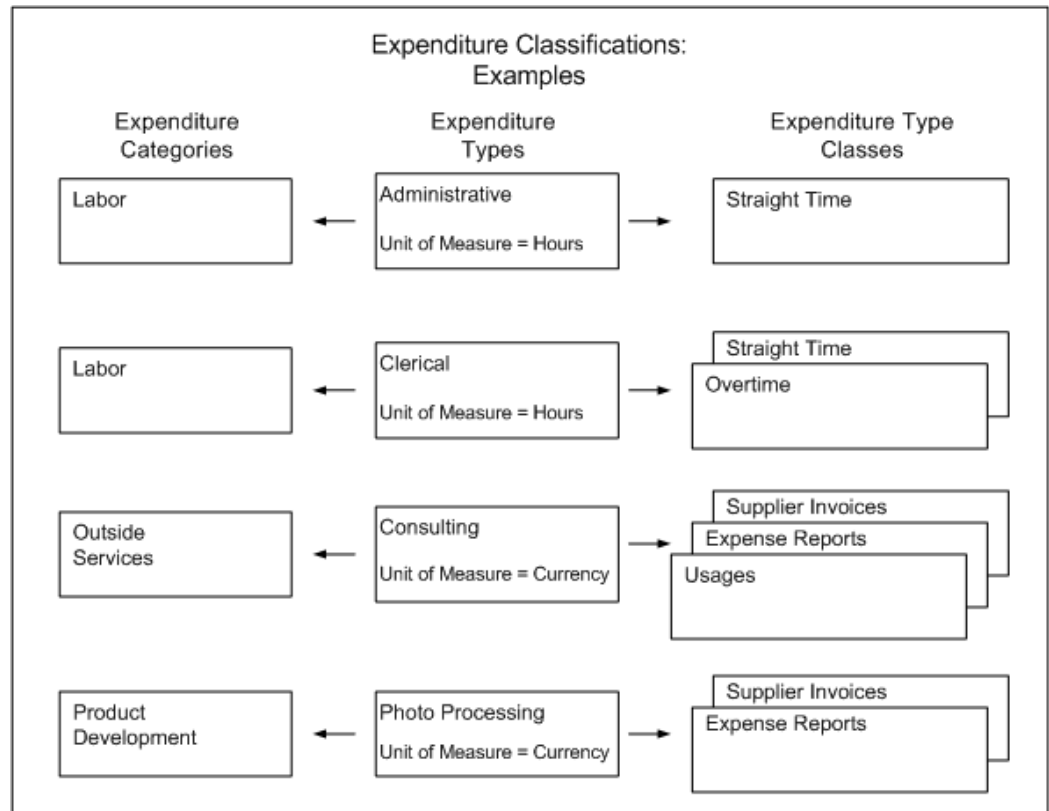 Expenditure Classifications:
Examples
Expenditure
Categories
Expenditure
Types
Expenditure Type
Classes
Labor
Administrative
Unit of Measure = Hours
Straight Time
Labor
Clerical
Unit of Measure = Hours
Straight Time
Overtime
Outside
Services
Consulting
Unit of Measure = Currency
Supplier Invoices
Expense Reports
Usages
Product
Development
Photo Processing
Unit of Measure = Currency
Supplier Invoices
Expense Reports